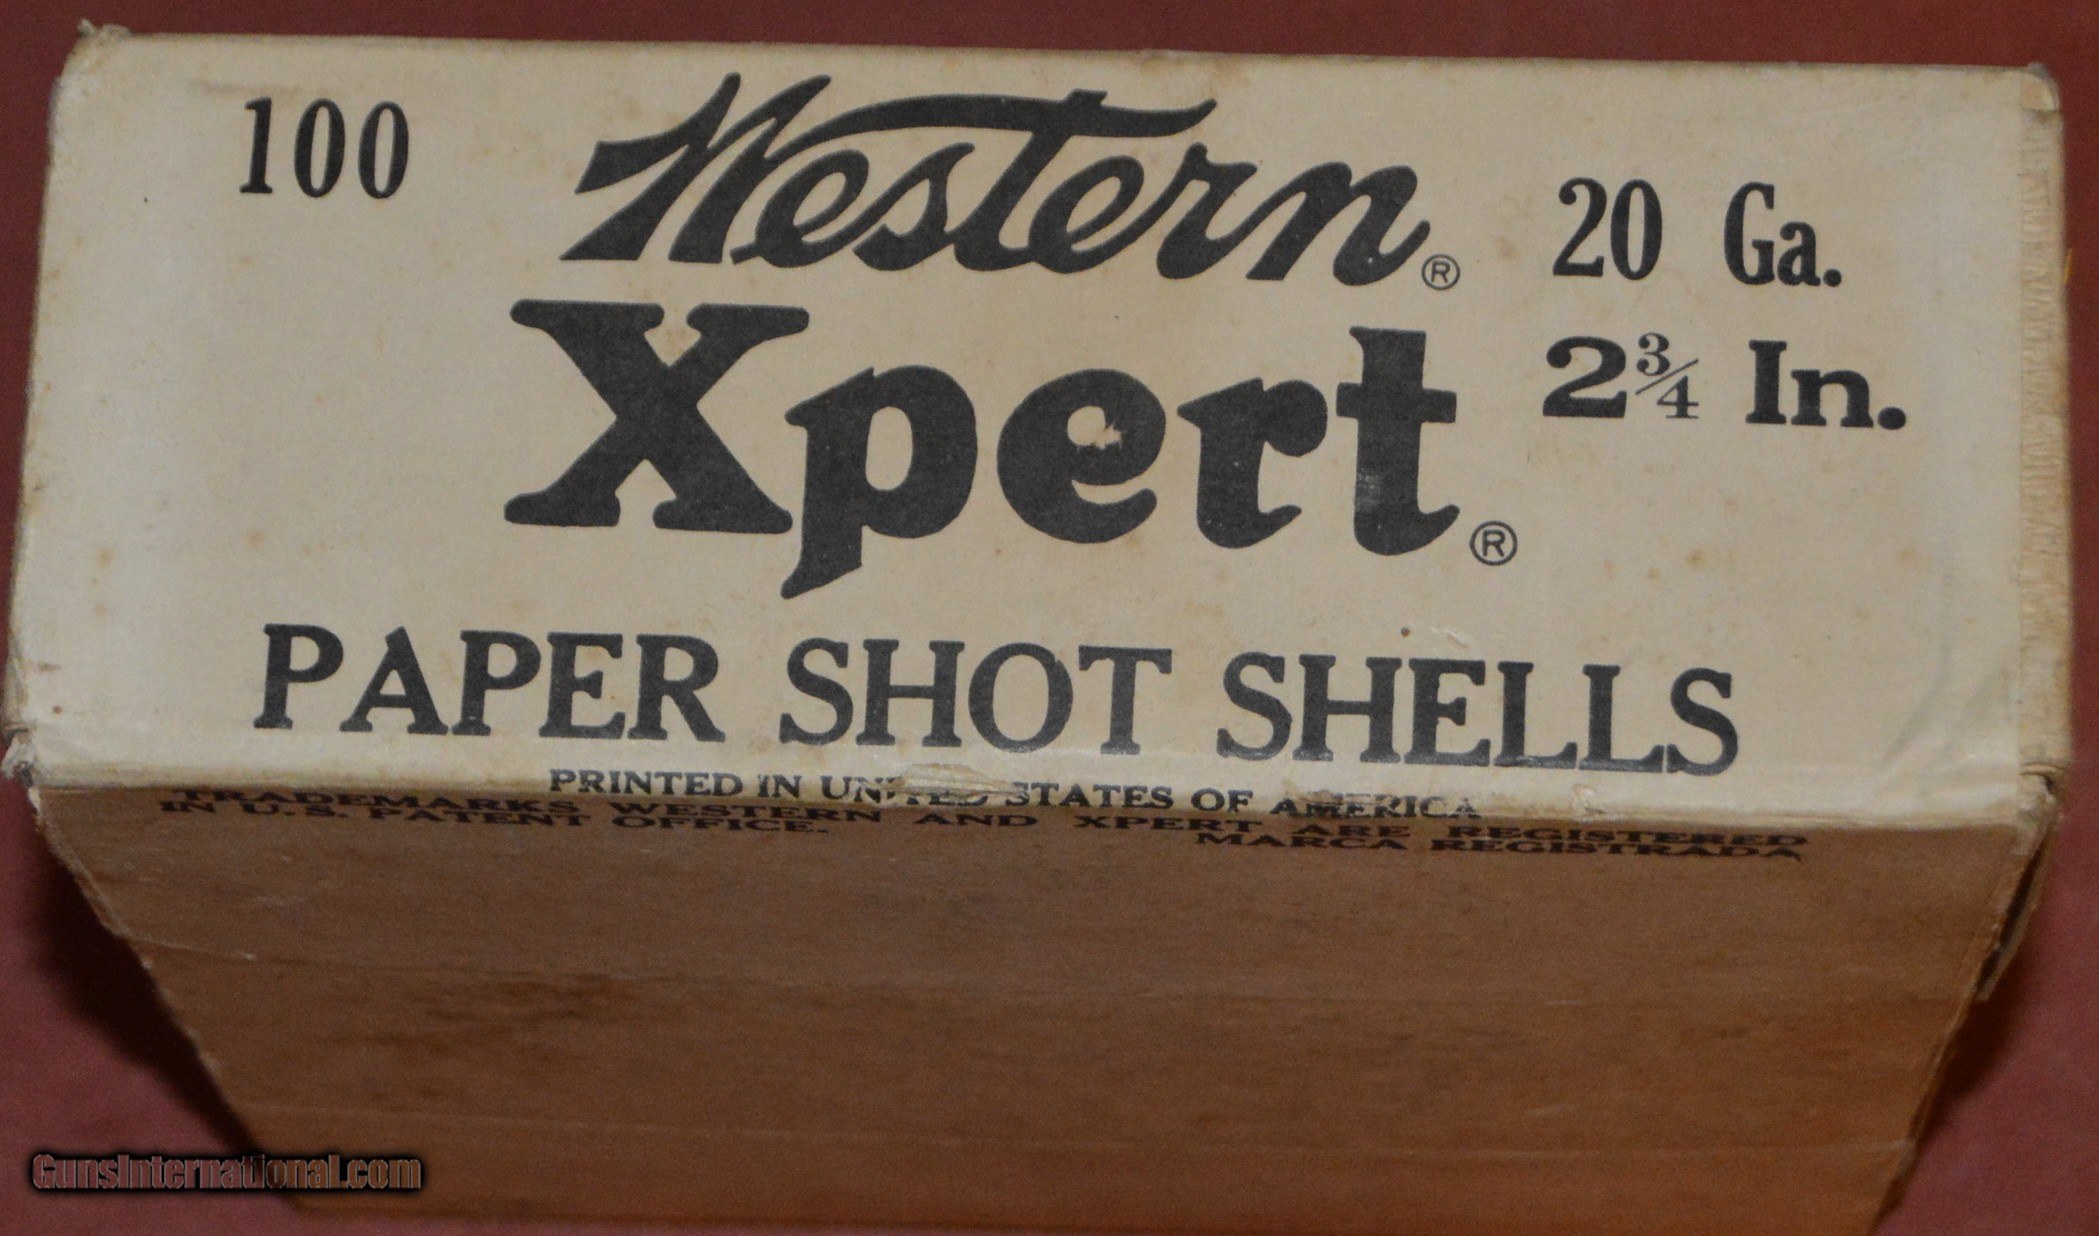 100 Western® 20 Ga.
Xpert® 2¾ In.
PAPER SHOT SHELLS
PRINTED IN UNITED STATES OF AMERICA
TRADEMARKS WESTERN AND XPERT ARE REGISTERED
IN U.S. PATENT OFFICE. MARCA REGISTRADA
GunsInternational.com